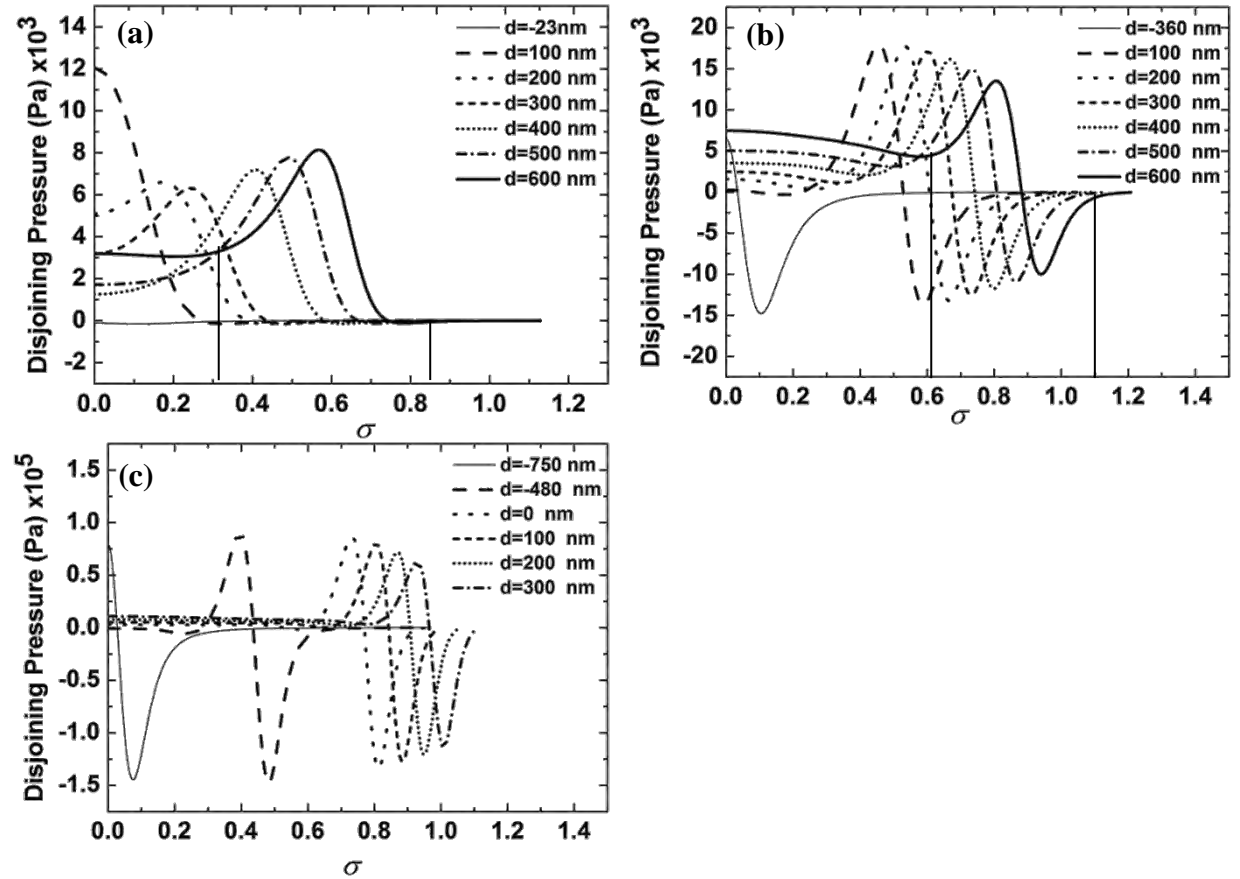 (a)
Disjoining Pressure (Pa) x10³
14
12
10
8
6
4
2
0
-2
0.0 0.2 0.4 0.6 0.8 1.0 1.2
σ
d=-23nm
d=100 nm
d=200 nm
d=300 nm
d=400 nm
d=500 nm
d=600 nm
(b)
Disjoining Pressure (Pa) x10³
20
15
10
5
0
-5
-10
-15
-20
0.0 0.2 0.4 0.6 0.8 1.0 1.2 1.4
σ
d=-360 nm
d=100 nm
d=200 nm
d=300 nm
d=400 nm
d=500 nm
d=600 nm
(c)
Disjoining Pressure (Pa) x10⁵
1.5
1.0
0.5
0.0
-0.5
-1.0
-1.5
0.0 0.2 0.4 0.6 0.8 1.0 1.2 1.4
σ
d=-750 nm
d=-480 nm
d=0 nm
d=100 nm
d=200 nm
d=300 nm